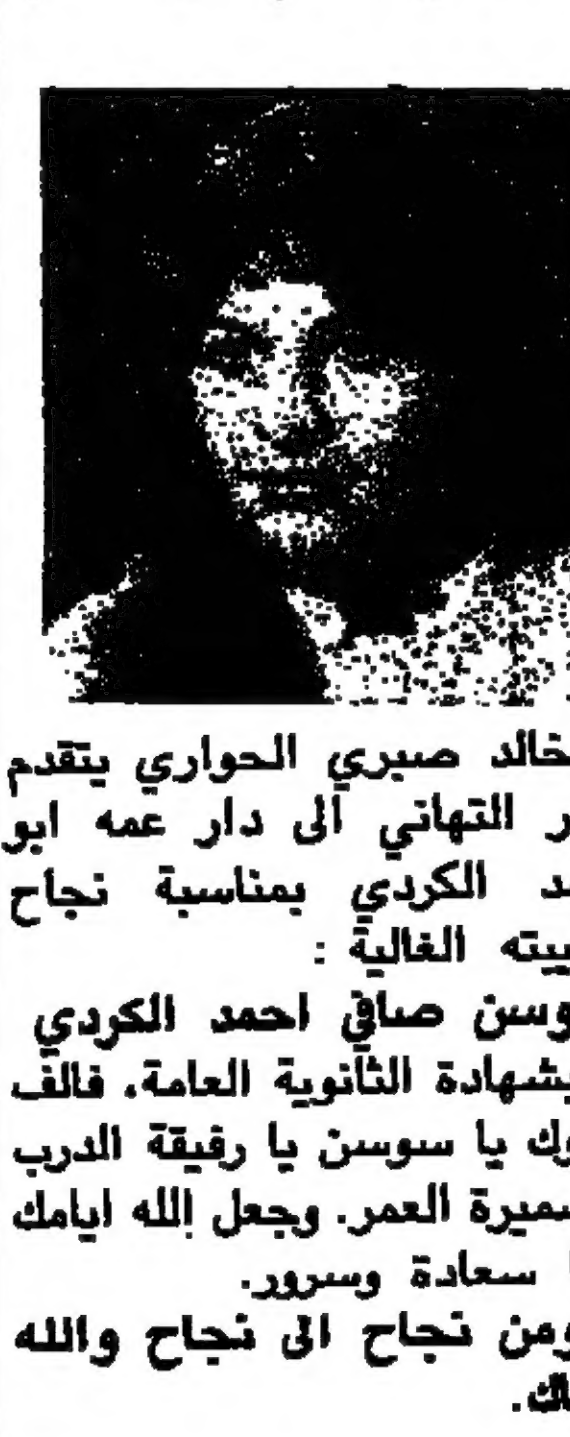 خالد صبري الحواري يتقدم
التهاني الى دار عمه ابو
الكردي بمناسبة نجاح
الغالية :
صافي احمد الكردي
بشهادة الثانوية العامة، فالف
يا سوسن يا رفيقة الدرب
العمر. وجعل الله ايامك
سعادة وسرور.
ومن نجاح الى نجاح والله